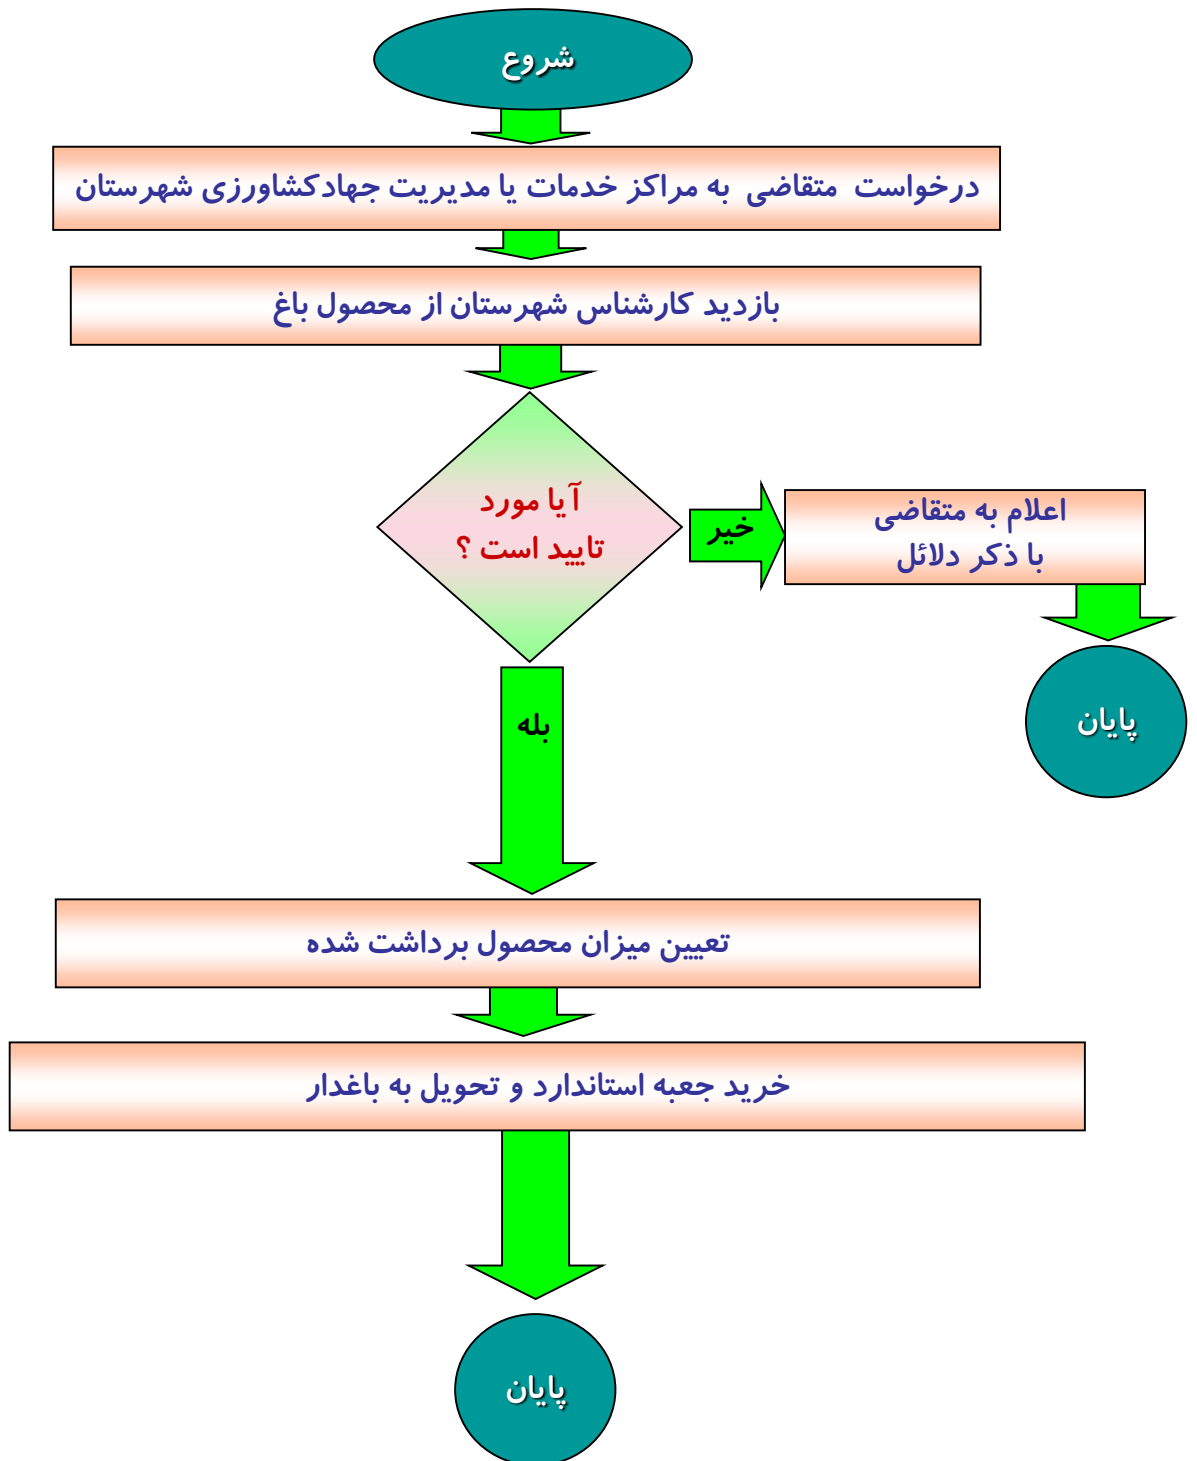 شروع
درخواست متقاضی به مراکز خدمات یا مدیریت جهادکشاورزی شهرستان
بازدید کارشناس شهرستان از محصول باغ
آیا مورد
تایید است ؟
خیر
اعلام به متقاضی
با ذکر دلائل
پایان
بله
تعیین میزان محصول برداشت شده
خرید جعبه استاندارد و تحویل به باغدار
پایان